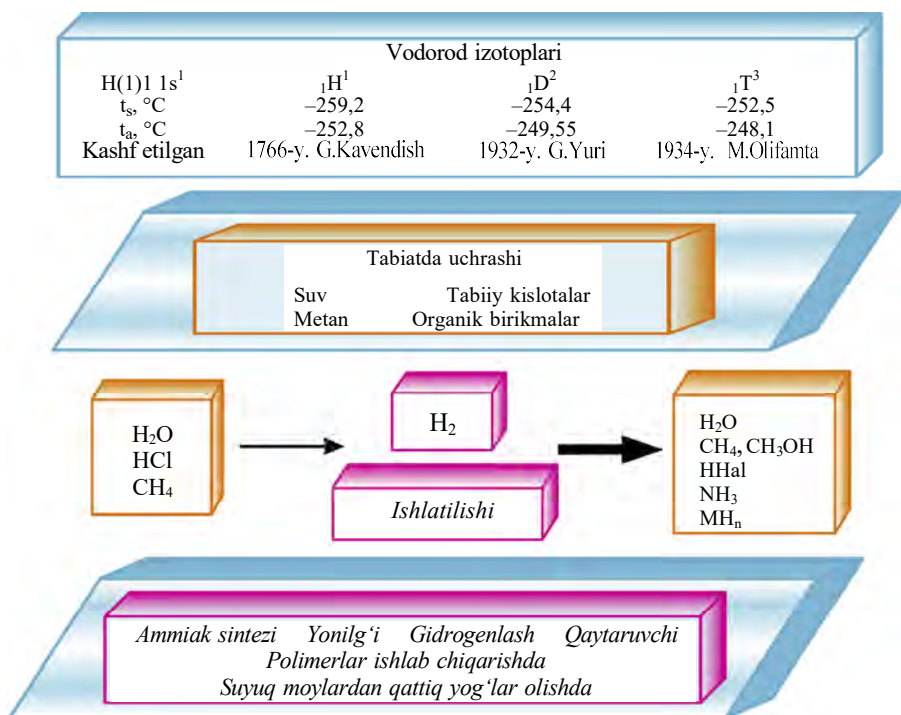 Vodorod izotoplari
H(1)1 1s¹ ₁H¹ ₁D² ₁T³
tₛ, °C –259,2 –254,4 –252,5
tₐ, °C –252,8 –249,55 –248,1
Kashf etilgan 1766-y. G.Kavendish 1932-y. G.Yuri 1934-y. M.Olifamta
Tabiatda uchrashi
Suv Tabiiy kislotalar
Metan Organik birikmalar
H₂O
HCl
CH₄
H₂
Ishlatilishi
H₂O
CH₄, CH₃OH
HHal
NH₃
MHₙ
Ammiak sintezi Yonilg‘i Gidrogenlash Qaytaruvchi
Polimerlar ishlab chiqarishda
Suyuq moylardan qattiq yog‘lar olishda